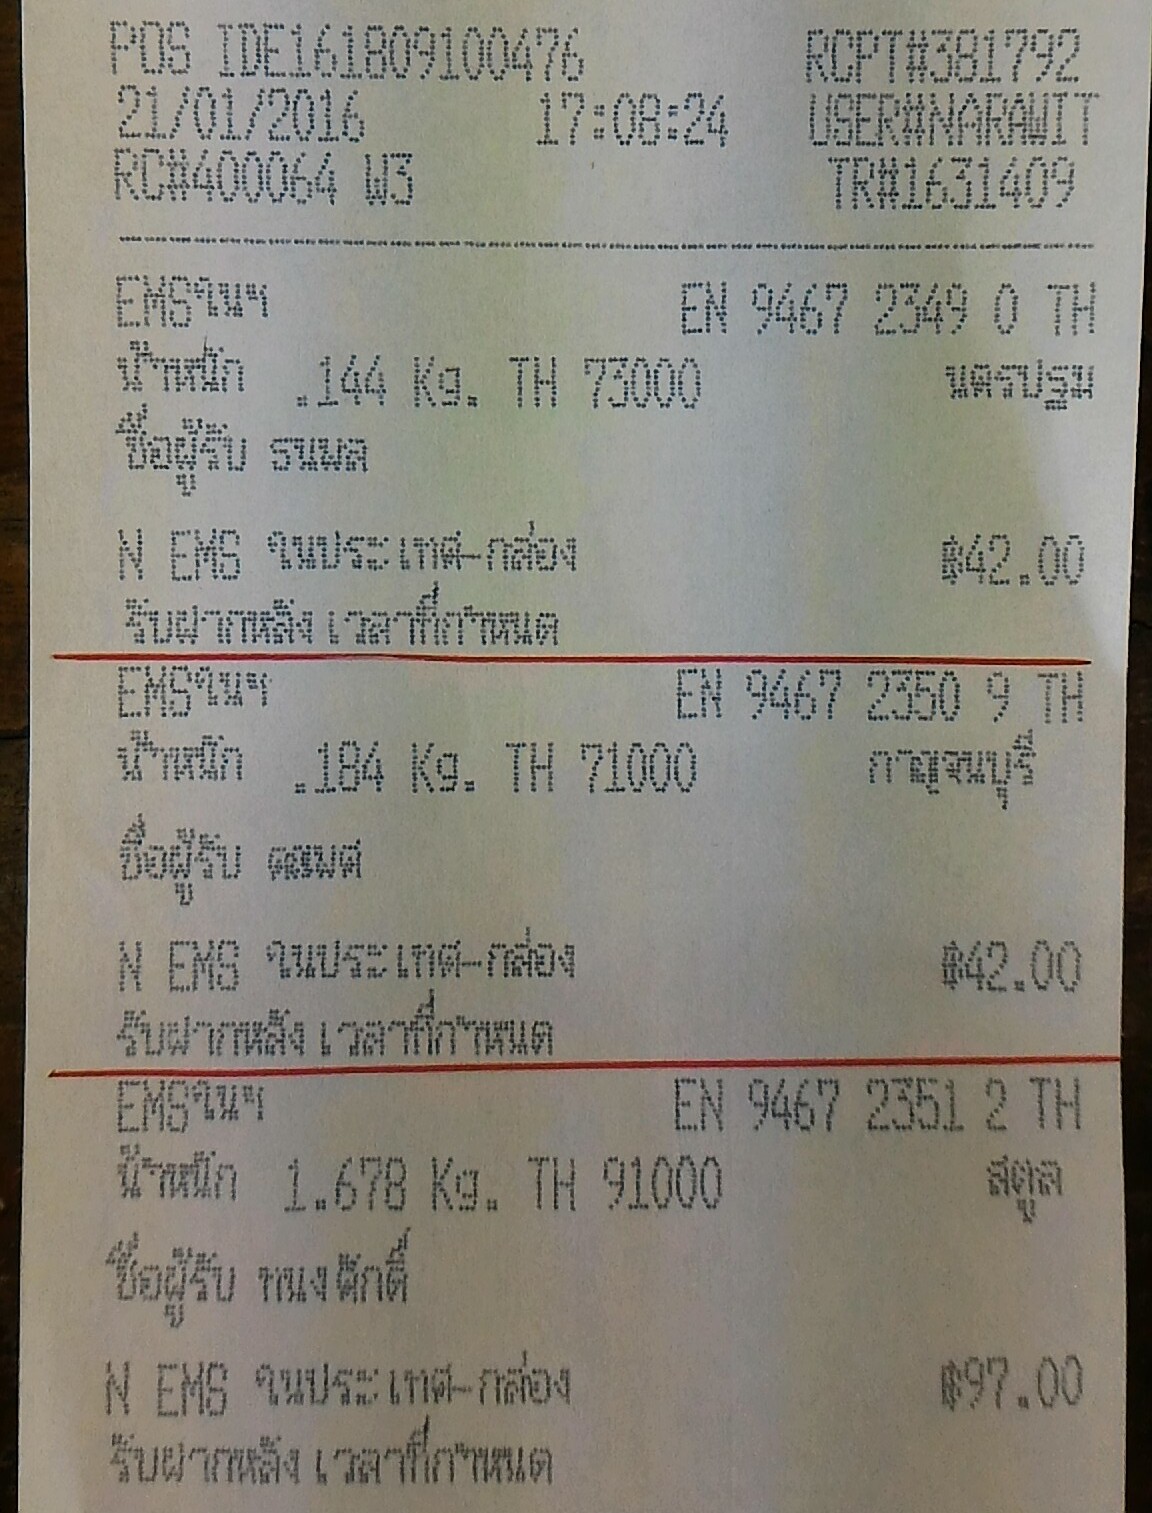 POS IDE161809100476 RCPT#381792
21/01/2016 17:08:24 USER#NARAWIT
RC#400064 W3 TR#1631409
EMSในฯ EN 9467 2349 0 TH
น้ำหนัก .144 Kg. TH 73000 นครปฐม
ชื่อผู้รับ ธนพล
N EMS ในประเทศ-กล่อง ฿42.00
รับฝากหลังเวลาที่กำหนด
EMSในฯ EN 9467 2350 9 TH
น้ำหนัก .184 Kg. TH 71000 กาญจนบุรี
ชื่อผู้รับ
N EMS ในประเทศ-กล่อง ฿42.00
รับฝากหลังเวลาที่กำหนด
EMSในฯ EN 9467 2351 2 TH
น้ำหนัก 1.678 Kg. TH 91000 สตูล
ชื่อผู้รับ ทนงศักดิ์
N EMS ในประเทศ-กล่อง ฿97.00
รับฝากหลังเวลาที่กำหนด